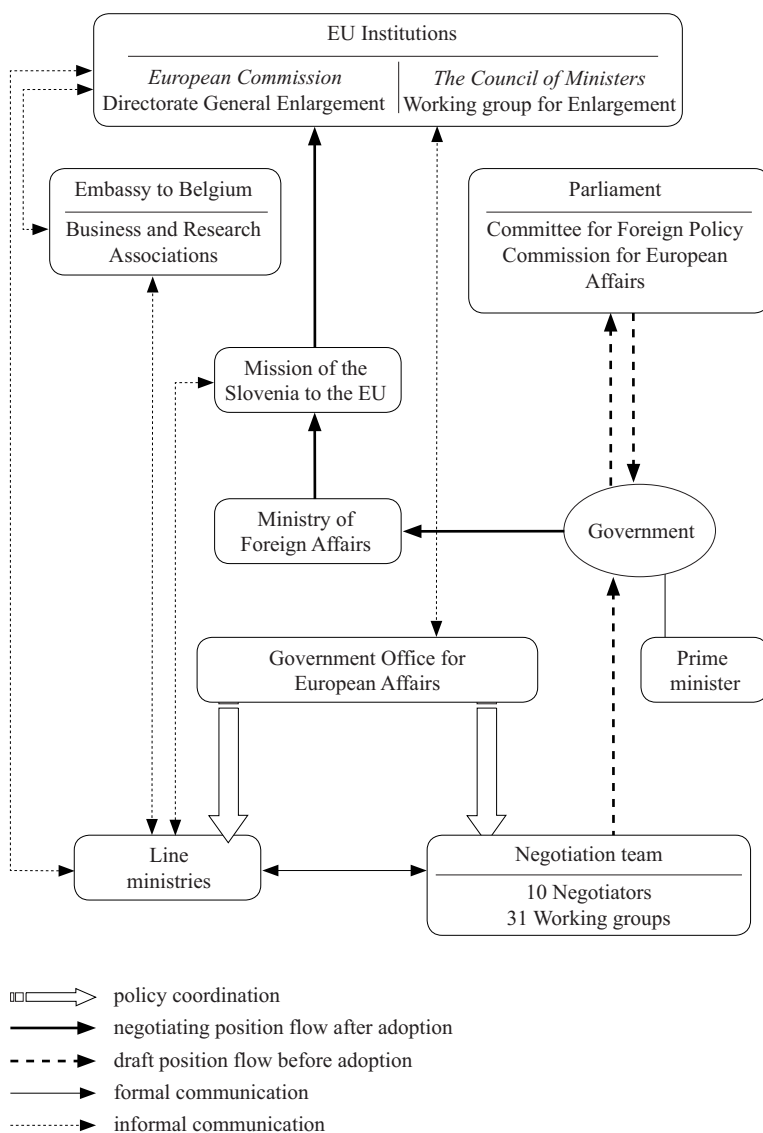 EU Institutions
European Commission
Directorate General Enlargement
The Council of Ministers
Working group for Enlargement
Embassy to Belgium
Business and Research
Associations
Parliament
Committee for Foreign Policy
Commission for European
Affairs
Mission of the
Slovenia to the EU
Ministry of
Foreign Affairs
Government
Government Office for
European Affairs
Prime
minister
Line
ministries
Negotiation team
10 Negotiators
31 Working groups
policy coordination
negotiating position flow after adoption
draft position flow before adoption
formal communication
informal communication